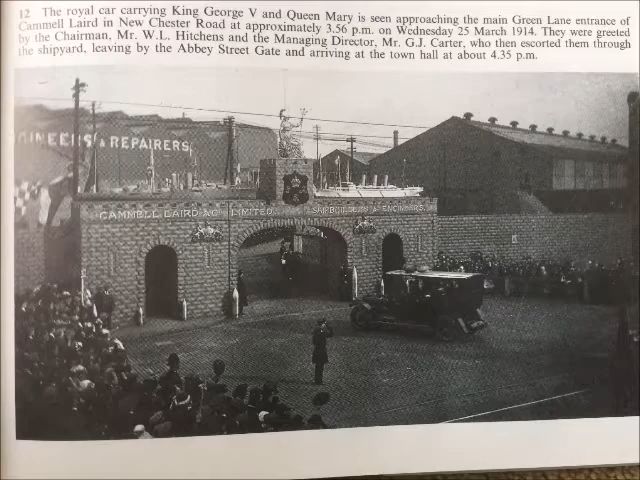 12 The royal car carrying King George V and Queen Mary is seen approaching the main Green Lane entrance of
Cammell Laird in New Chester Road at approximately 3.56 p.m. on Wednesday 25 March 1914. They were greeted
by the Chairman, Mr. W.L. Hitchens and the Managing Director, Mr. G.J. Carter, who then escorted them through
the shipyard, leaving by the Abbey Street Gate and arriving at the town hall at about 4.35 p.m.
GINEERS & REPAIRERS
CAMMELL LAIRD & CO LIMITED SHIPBUILDERS & ENGINEERS